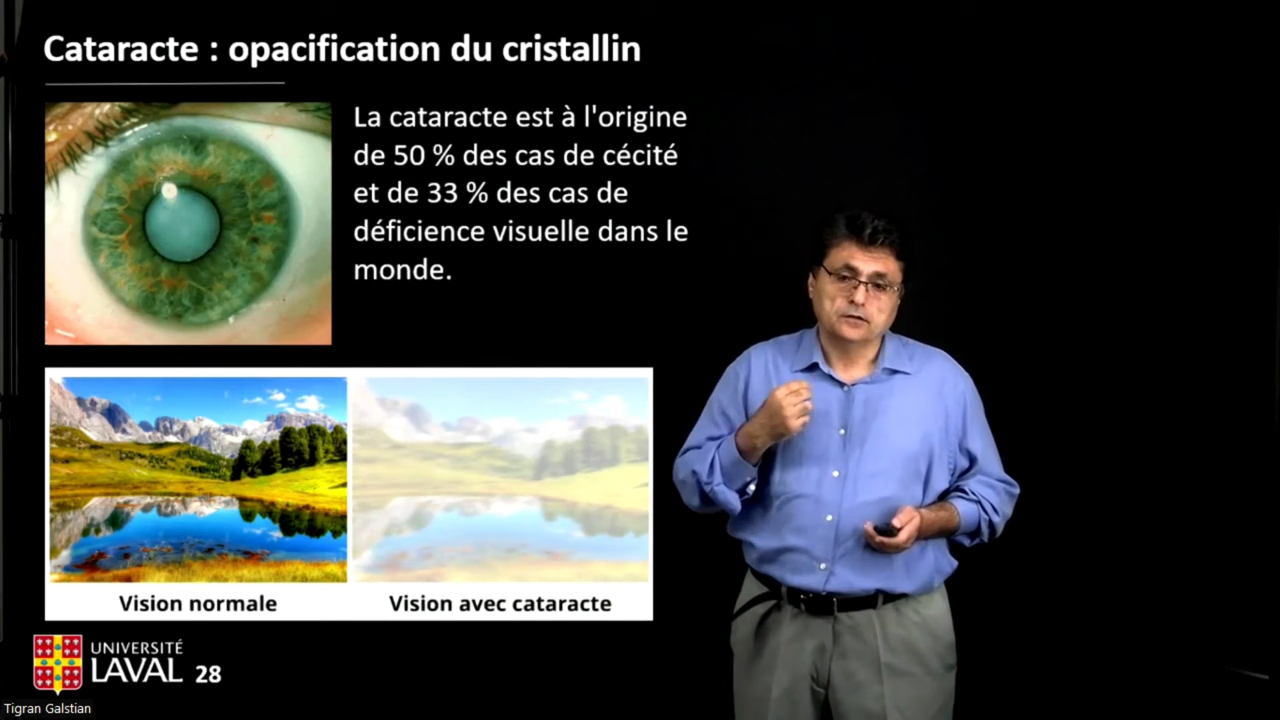 Cataracte : opacification du cristallin
La cataracte est à l'origine
de 50 % des cas de cécité
et de 33 % des cas de
déficience visuelle dans le
monde.
Vision normale
Vision avec cataracte
UNIVERSITÉ
LAVAL 28
Tigran Galstian